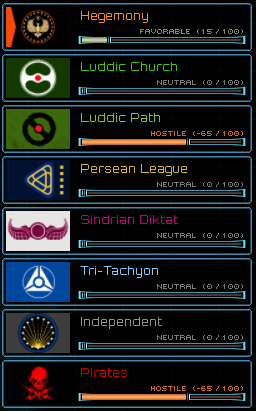 Hegemony
FAVORABLE (15 / 100)
Luddic Church
NEUTRAL (0 / 100)
Luddic Path
HOSTILE (-65 / 100)
Persean League
NEUTRAL (0 / 100)
Sindrian Diktat
NEUTRAL (0 / 100)
Tri-Tachyon
NEUTRAL (0 / 100)
Independent
NEUTRAL (0 / 100)
Pirates
HOSTILE (-65 / 100)